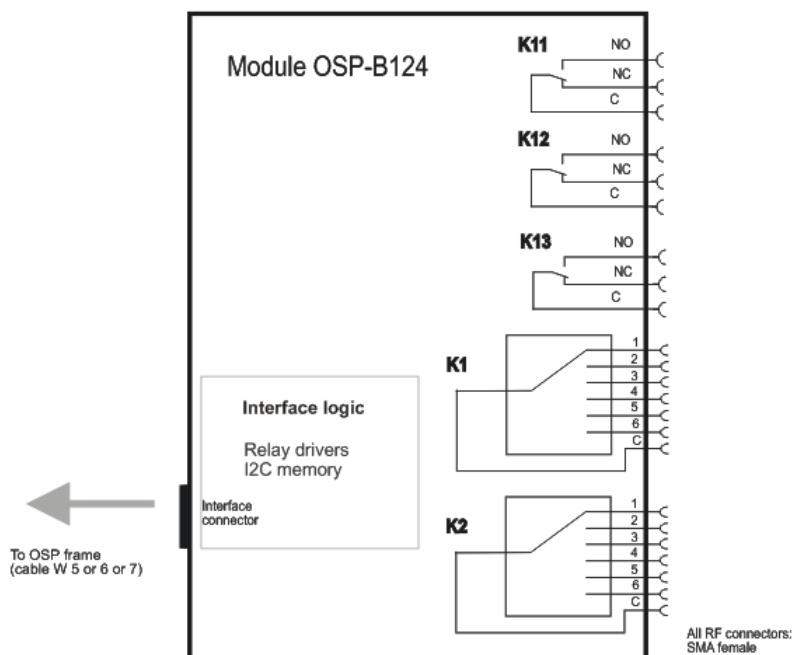 Module OSP-B124
K11
NO
NC
C
K12
NO
NC
C
K13
NO
NC
C
K1
1
2
3
4
5
6
C
Interface logic
Relay drivers
I2C memory
Interface
connector
K2
1
2
3
4
5
6
C
To OSP frame
(cable W 5 or 6 or 7)
All RF connectors:
SMA female